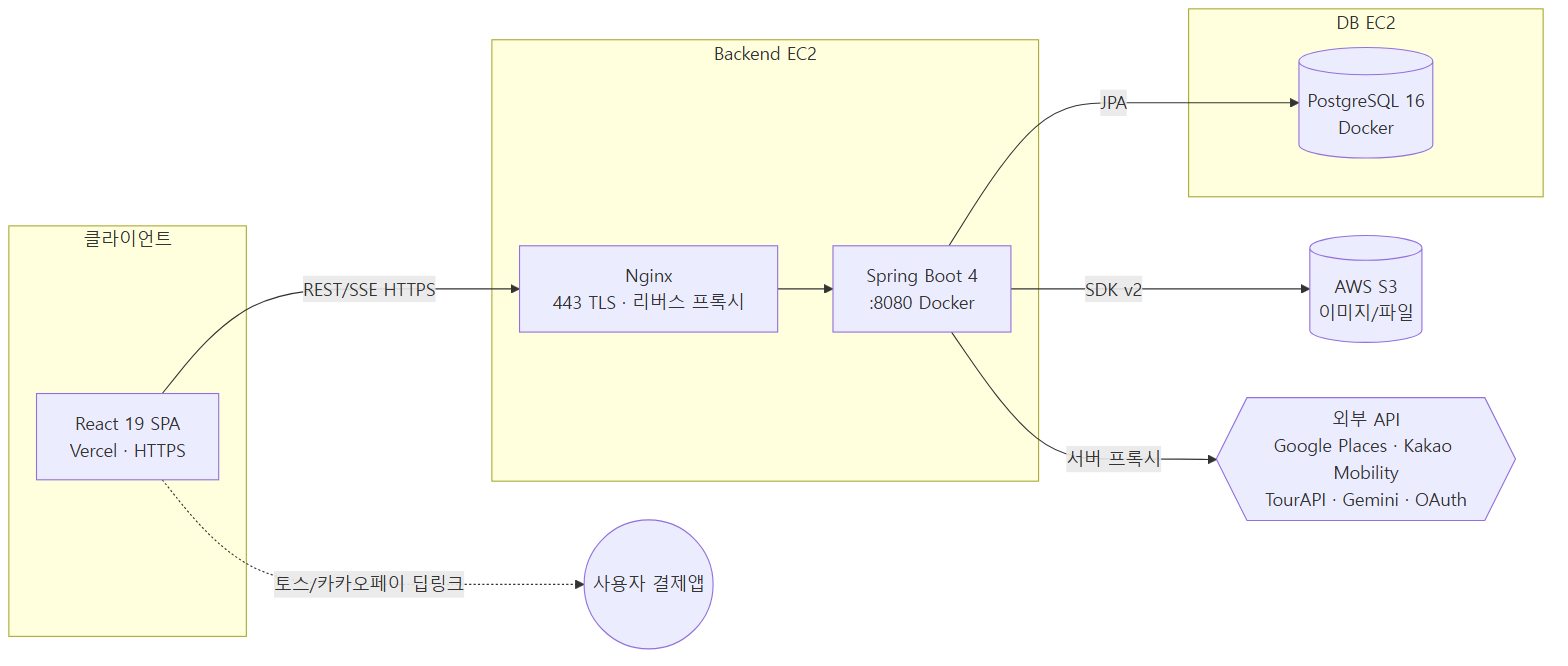 클라이언트
React 19 SPA
Vercel · HTTPS
REST/SSE HTTPS
토스/카카오페이 딥링크
사용자 결제앱
Backend EC2
Nginx
443 TLS · 리버스 프록시
Spring Boot 4
:8080 Docker
JPA
SDK v2
서버 프록시
DB EC2
PostgreSQL 16
Docker
AWS S3
이미지/파일
외부 API
Google Places · Kakao
Mobility
TourAPI · Gemini · OAuth